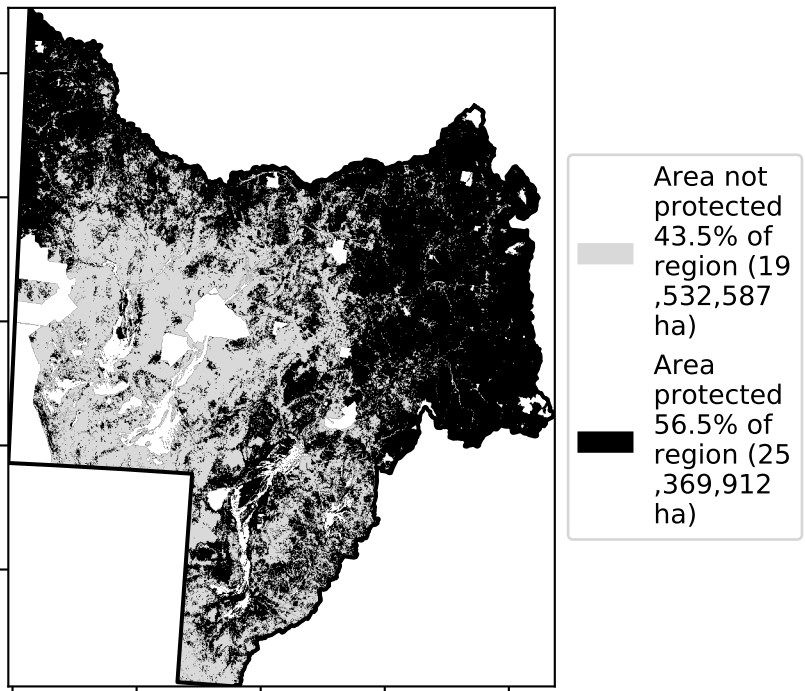 Area not
protected
43.5% of
region (19
,532,587
ha)
Area
protected
56.5% of
region (25
,369,912
ha)